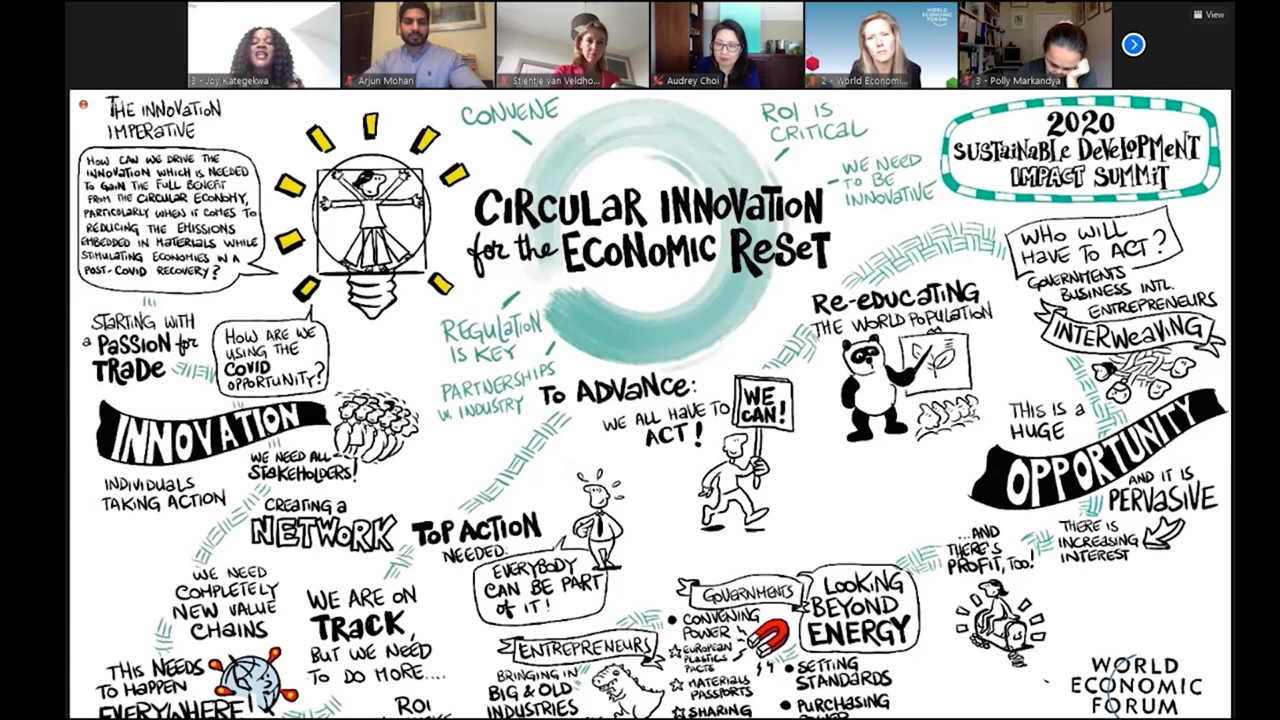 WORLD
ECONOMIC
FORUM
View
3 - Joy Kategekwa
Arjun Mohan
Stientje van Veldho...
Audrey Choi
2 - World Economi...
3 - Polly Markandya
THE INNOVATION
IMPERATIVE
HOW CAN WE DRIVE THE
INNOVATION WHICH IS NEEDED
TO GAIN THE FULL BENEFIT
FROM THE CIRCULAR ECONOMY,
PARTICULARLY WHEN IT COMES TO
REDUCING THE EMISSIONS
EMBEDDED IN MATERIALS WHILE
STIMULATING ECONOMIES IN A
POST-COVID RECOVERY?
CONVENE
ROI IS
CRITICAL
WE NEED
TO BE
INNOVATIVE
2020
SUSTAINABLE DEVELOPMENT
IMPACT SUMMIT
CIRCULAR INNOVATION
for the ECONOMIC RESET
REGULATION
IS KEY
PARTNERSHIPS
W/ INDUSTRY
STARTING WITH
a PASSION for
TRADE
HOW ARE WE
USING THE
COVID
OPPORTUNITY?
INNOVATION
WE NEED ALL
STAKEHOLDERS!
INDIVIDUALS
TAKING ACTION
CREATING a
NETWORK
WE NEED
COMPLETELY
NEW VALUE
CHAINS
THIS NEEDS
TO HAPPEN
EVERYWHERE!
WE ARE ON
TRACK,
BUT WE NEED
TO DO MORE....
ROI
TO ADVANCE:
WE ALL HAVE TO
ACT!
WE
CAN!
TOP ACTION
NEEDED:
EVERYBODY
CAN BE PART
of IT!
ENTREPRENEURS
BRINGING IN
BIG & OLD
INDUSTRIES
GOVERNMENTS
CONVENING
POWER
EUROPEAN
PLASTICS
PACTS
MATERIALS
PASSPORTS
SHARING
LOOKING
BEYOND
ENERGY
SETTING
STANDARDS
PURCHASING
POWER
RE-EDUCATING
THE WORLD POPULATION
WHO WILL
HAVE TO ACT?
GOVERNMENTS
BUSINESS INTL.
ENTREPRENEURS
INTERWEAVING
THIS IS a
HUGE
OPPORTUNITY
AND IT IS
PERVASIVE
THERE IS
INCREASING
INTEREST
...AND
THERE'S
PROFIT, TOO!
WORLD
ECONOMIC
FORUM